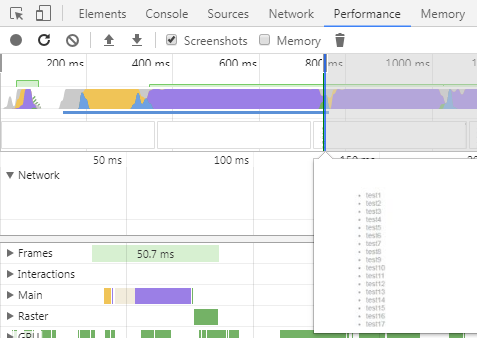 Elements Console Sources Network Performance Memory
Screenshots Memory
200 ms 400 ms 600 ms 800 ms 1000 ms
50 ms 100 ms 150 ms
Network
test1
test2
test3
test4
test5
test6
test7
test8
test9
test10
test11
test12
test13
test14
test15
test16
test17
Frames 50.7 ms
Interactions
Main
Raster
GPU